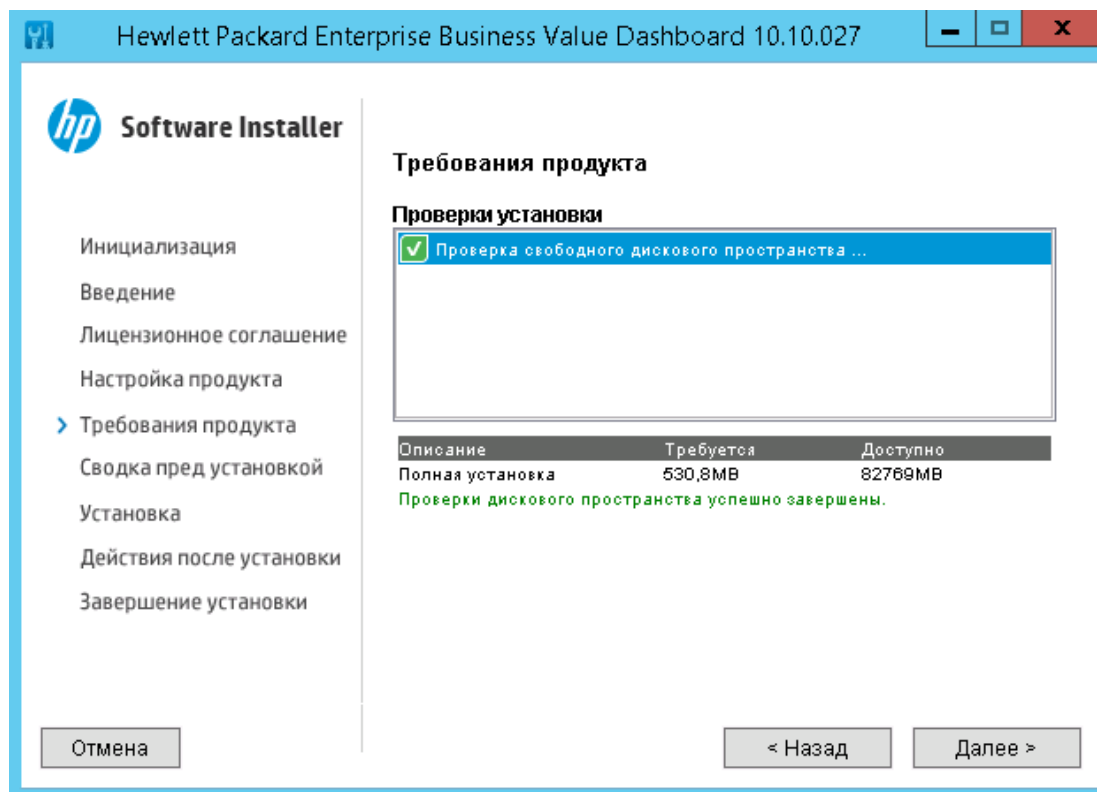 Hewlett Packard Enterprise Business Value Dashboard 10.10.027
hp
Software Installer
Инициализация
Введение
Лицензионное соглашение
Настройка продукта
Требования продукта
Сводка пред установкой
Установка
Действия после установки
Завершение установки
Требования продукта
Проверки установки
Проверка свободного дискового пространства ...
Описание Требуется Доступно
Полная установка 530,8MB 82769MB
Проверки дискового пространства успешно завершены.
Отмена
< Назад
Далее >